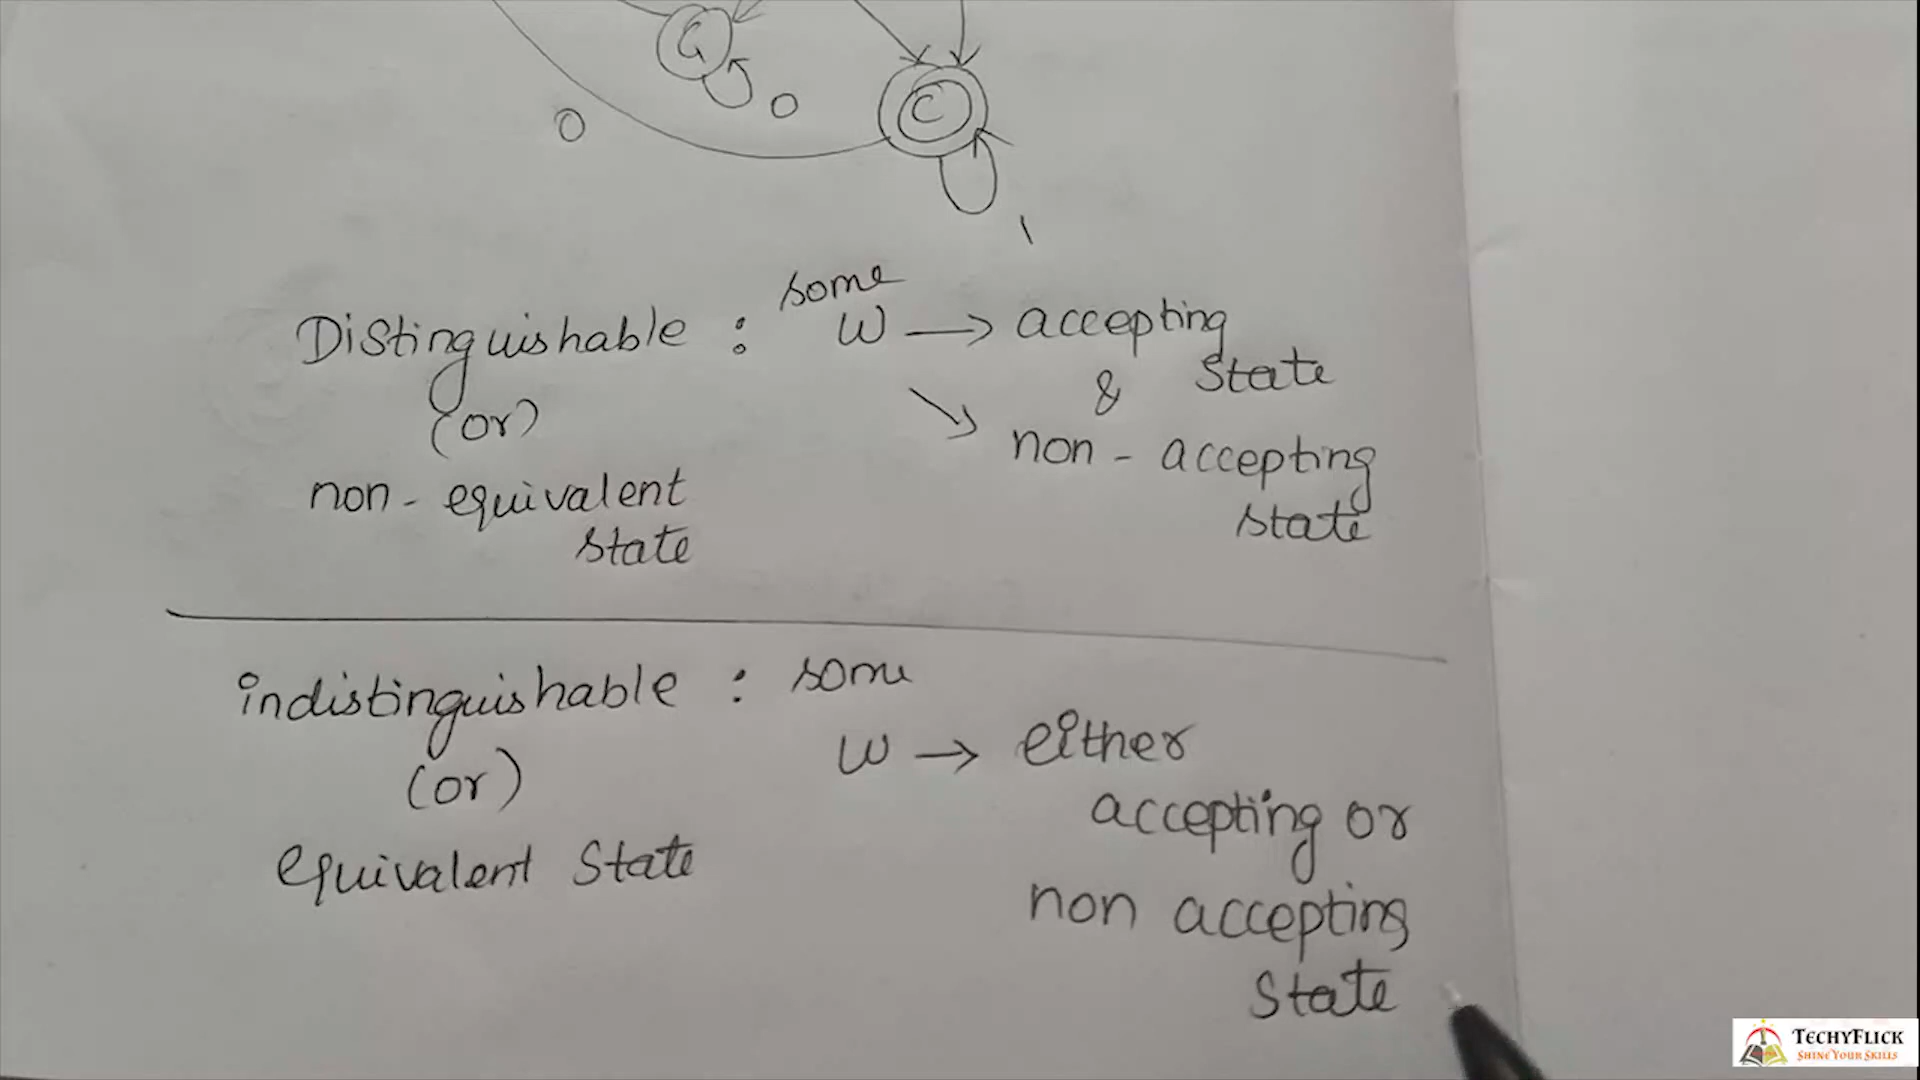 G
C
0
0
1
some
Distinguishable : w → accepting
& state
(or)
non - accepting
non - equivalent
state
state
indistinguishable : some
w → either
(or)
accepting or
equivalent state
non accepting
state
TECHYFLICK
SHINE YOUR SKILLS